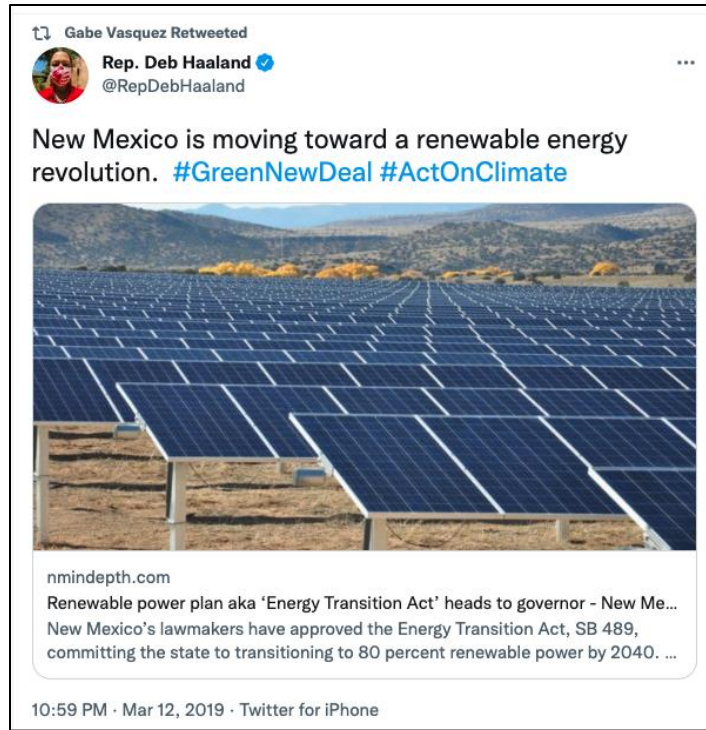 Gabe Vasquez Retweeted
Rep. Deb Haaland
@RepDebHaaland
New Mexico is moving toward a renewable energy
revolution. #GreenNewDeal #ActOnClimate
nmindepth.com
Renewable power plan aka ‘Energy Transition Act’ heads to governor - New Me...
New Mexico’s lawmakers have approved the Energy Transition Act, SB 489,
committing the state to transitioning to 80 percent renewable power by 2040. ...
10:59 PM · Mar 12, 2019 · Twitter for iPhone